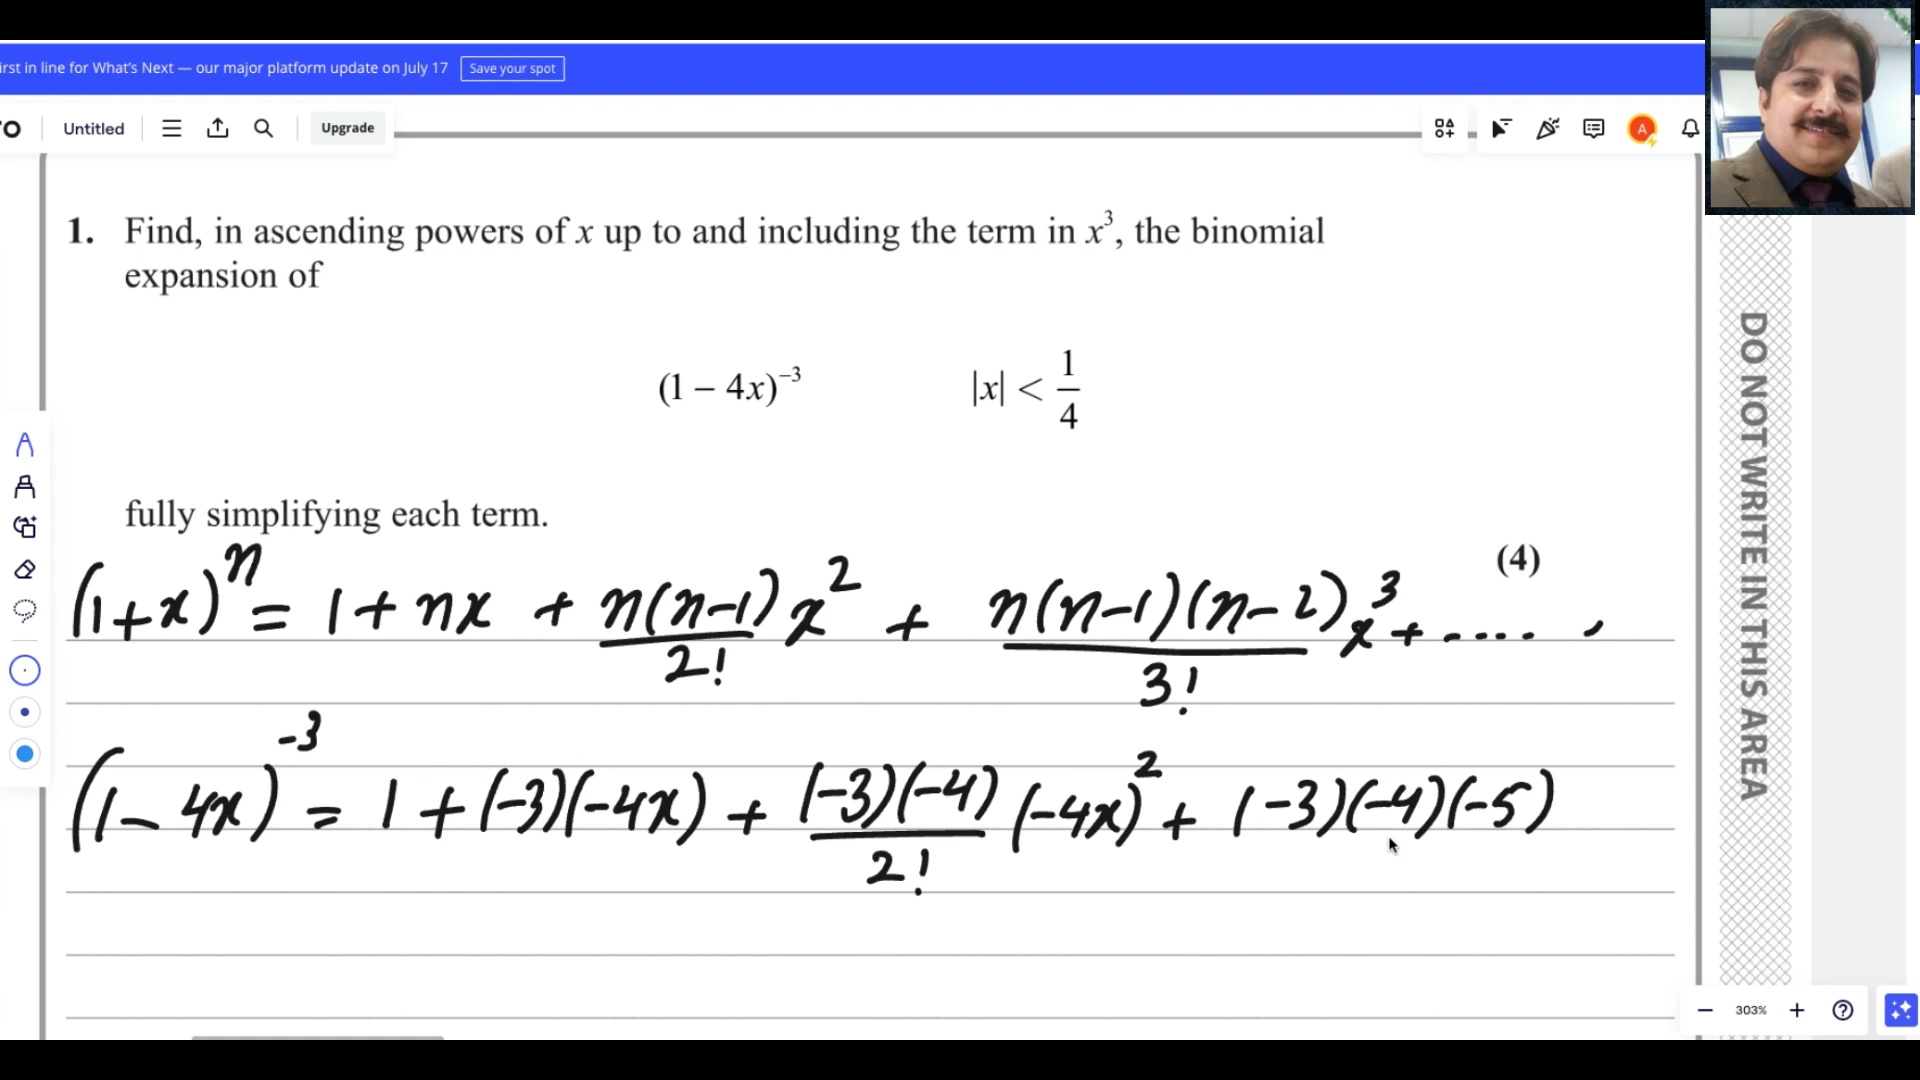 irst in line for What's Next — our major platform update on July 17 Save your spot
ro Untitled Upgrade A
1. Find, in ascending powers of x up to and including the term in x³, the binomial
expansion of
(1 – 4x)⁻³ |x| < 1/4
fully simplifying each term.
(4)
(1+x)ⁿ = 1 + nx + n(n-1)/2! x² + n(n-1)(n-2)/3! x³ + .... ,
(1 - 4x)⁻³ = 1 + (-3)(-4x) + (-3)(-4)/2! (-4x)² + (-3)(-4)(-5)
DO NOT WRITE IN THIS AREA
303%